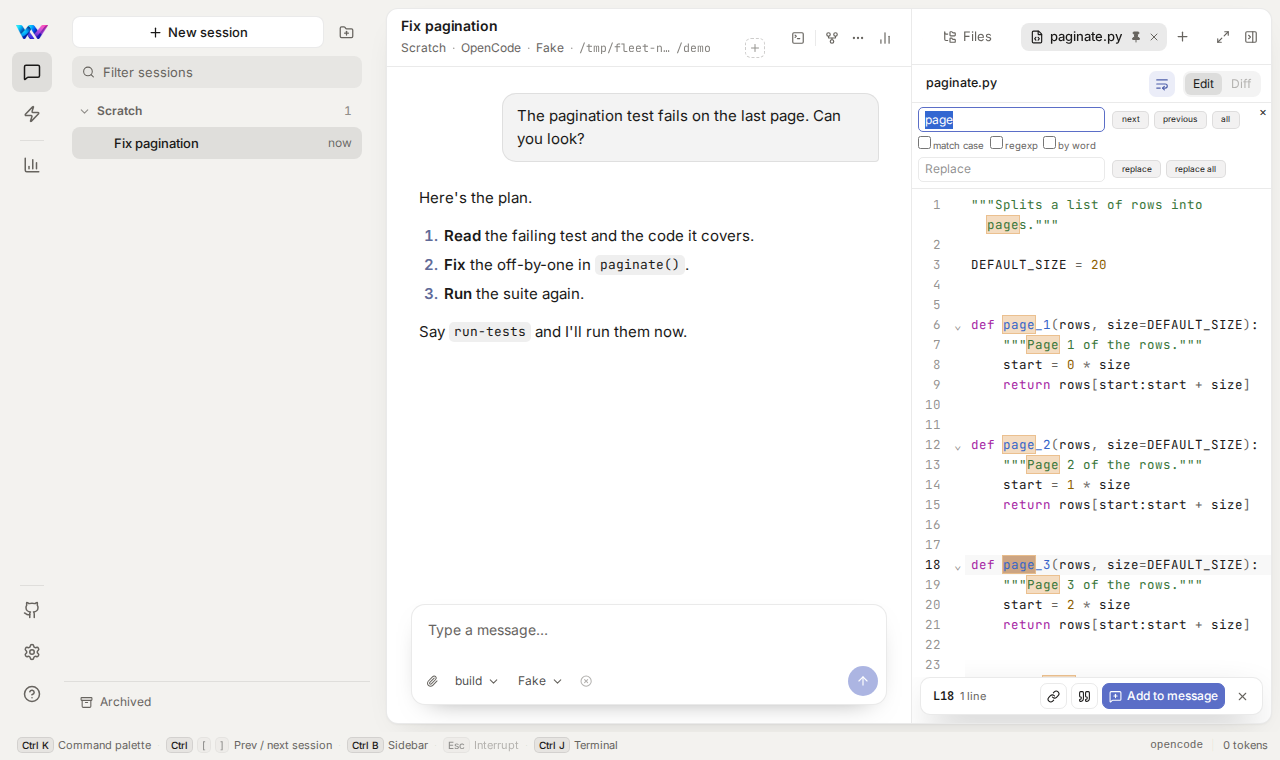 New session
Filter sessions
Scratch 1
Fix pagination now
Archived
Fix pagination
Scratch · OpenCode · Fake · /tmp/fleet-n… /demo
The pagination test fails on the last page. Can
you look?
Here's the plan.
1. Read the failing test and the code it covers.
2. Fix the off-by-one in paginate().
3. Run the suite again.
Say run-tests and I'll run them now.
Type a message...
build Fake
Files paginate.py
paginate.py Edit Diff
page next previous all ×
match case regexp by word
Replace replace replace all
1 """Splits a list of rows into
pages."""
2
3 DEFAULT_SIZE = 20
4
5
6 def page_1(rows, size=DEFAULT_SIZE):
7 """Page 1 of the rows."""
8 start = 0 * size
9 return rows[start:start + size]
10
11
12 def page_2(rows, size=DEFAULT_SIZE):
13 """Page 2 of the rows."""
14 start = 1 * size
15 return rows[start:start + size]
16
17
18 def page_3(rows, size=DEFAULT_SIZE):
19 """Page 3 of the rows."""
20 start = 2 * size
21 return rows[start:start + size]
22
23
L18 1 line Add to message
Ctrl K Command palette Ctrl [ ] Prev / next session Ctrl B Sidebar Esc Interrupt Ctrl J Terminal
opencode 0 tokens